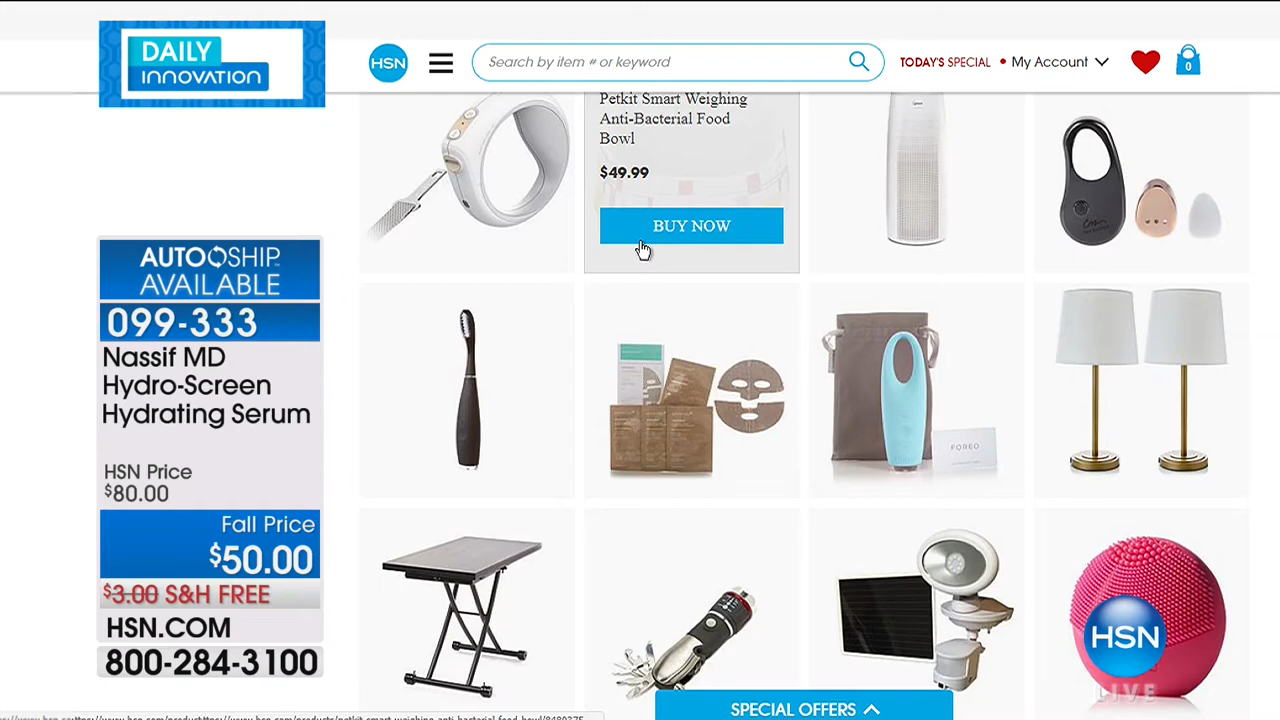 DAILY
INNOVATION
HSN
Search by item # or keyword
TODAY'S SPECIAL
My Account
0
Petkit Smart Weighing
Anti-Bacterial Food
Bowl
$49.99
BUY NOW
AUTOSHIP
AVAILABLE
099-333
Nassif MD
Hydro-Screen
Hydrating Serum
HSN Price
$80.00
Fall Price
$50.00
$3.00 S&H FREE
HSN.COM
800-284-3100
FOREO
HSN
LIVE
SPECIAL OFFERS